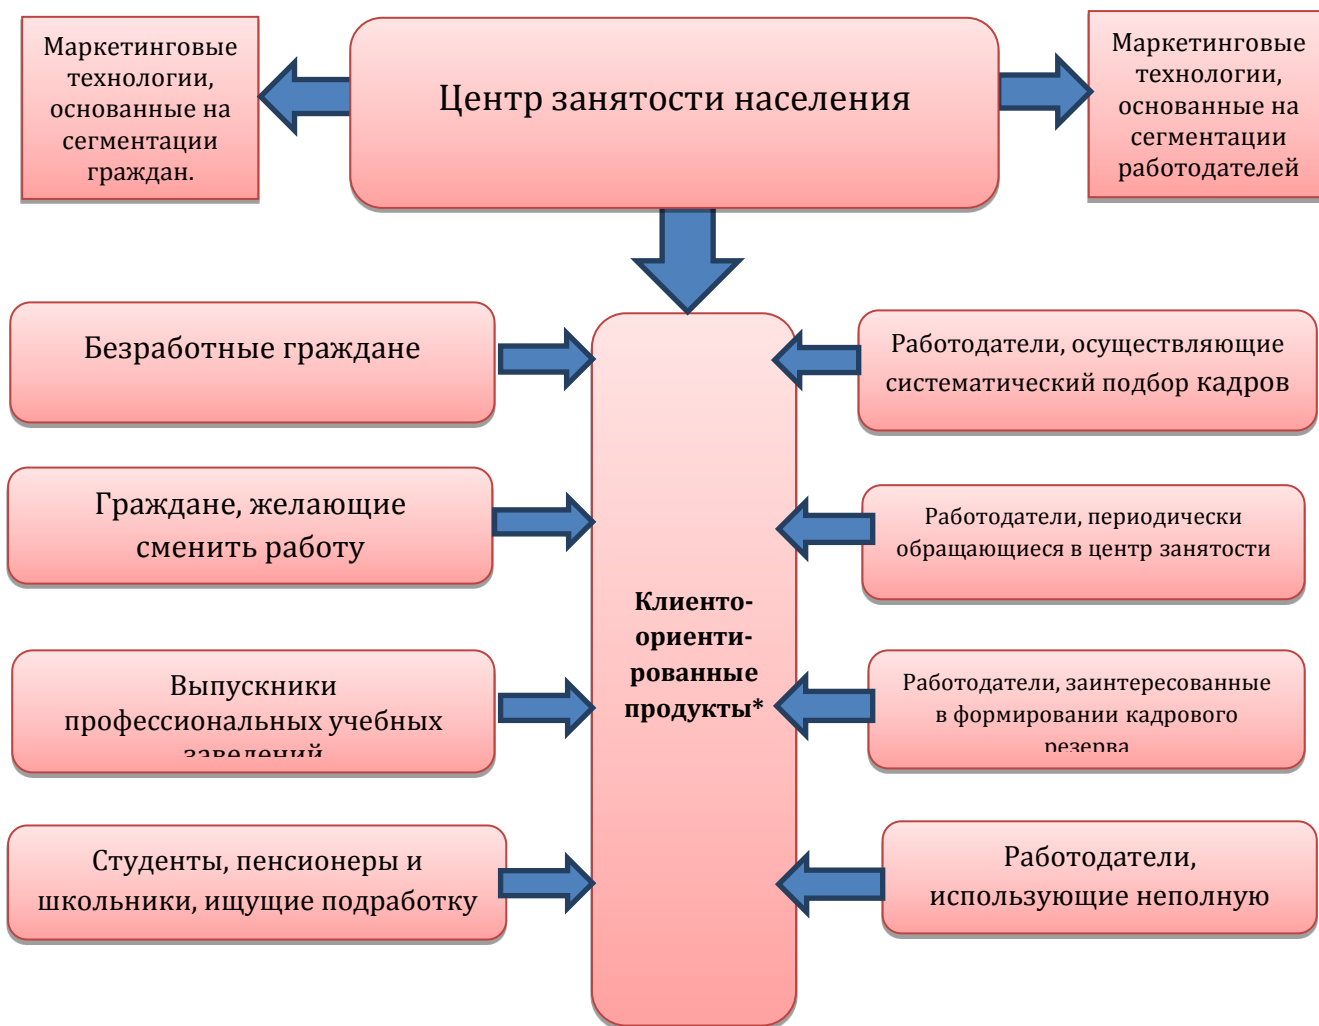 Маркетинговые
технологии,
основанные на
сегментации
граждан.
Центр занятости населения
Маркетинговые
технологии,
основанные на
сегментации
работодателей
Безработные граждане
Работодатели, осуществляющие
систематический подбор кадров
Граждане, желающие
сменить работу
Работодатели, периодически
обращающиеся в центр занятости
Клиенто-
ориенти-
рованные
продукты*
Выпускники
профессиональных учебных
заведений
Работодатели, заинтересованные
в формировании кадрового
резерва
Студенты, пенсионеры и
школьники, ищущие подработку
Работодатели,
использующие неполную